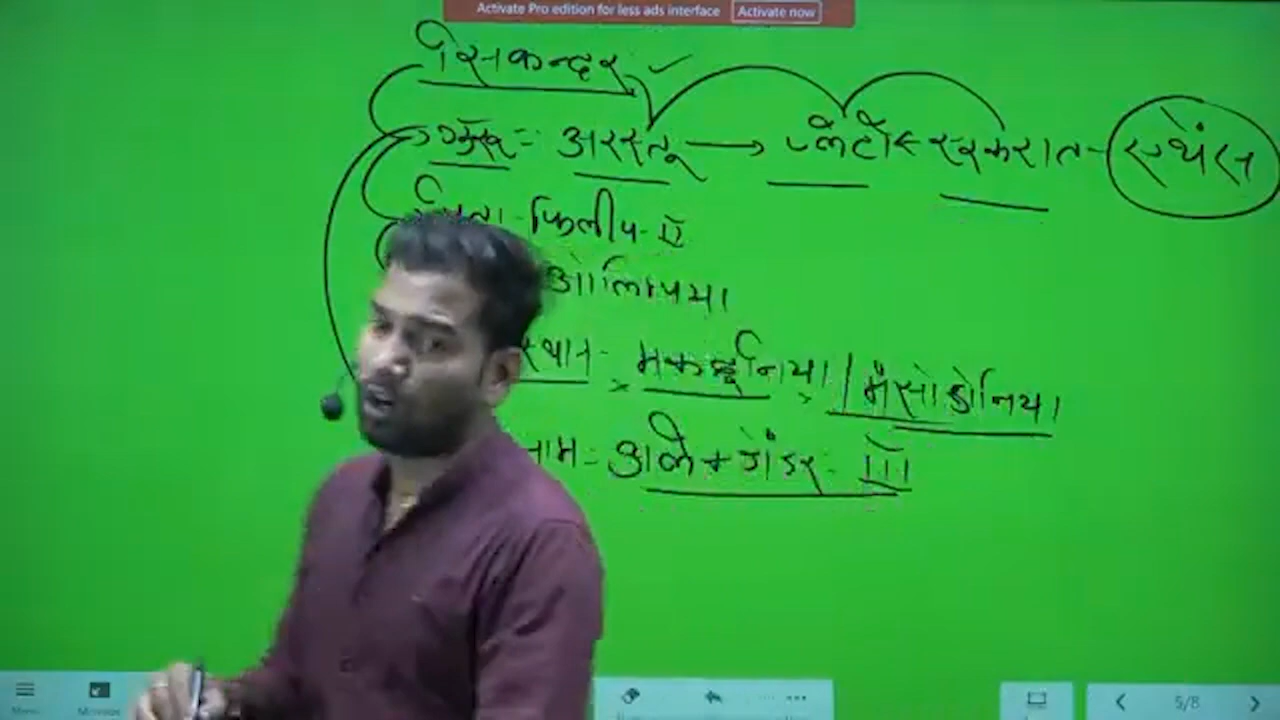 Activate Pro edition for less ads interface Activate now
सिकन्दर
गुरू = अरस्तू → प्लेटो सुकरात - एथेंस
पिता - फिलीप - II
ओलिम्पिया
स्थान - मकदूनिया / मैसोडोनिया
नाम = अलेक्जेंडर - III
5/8